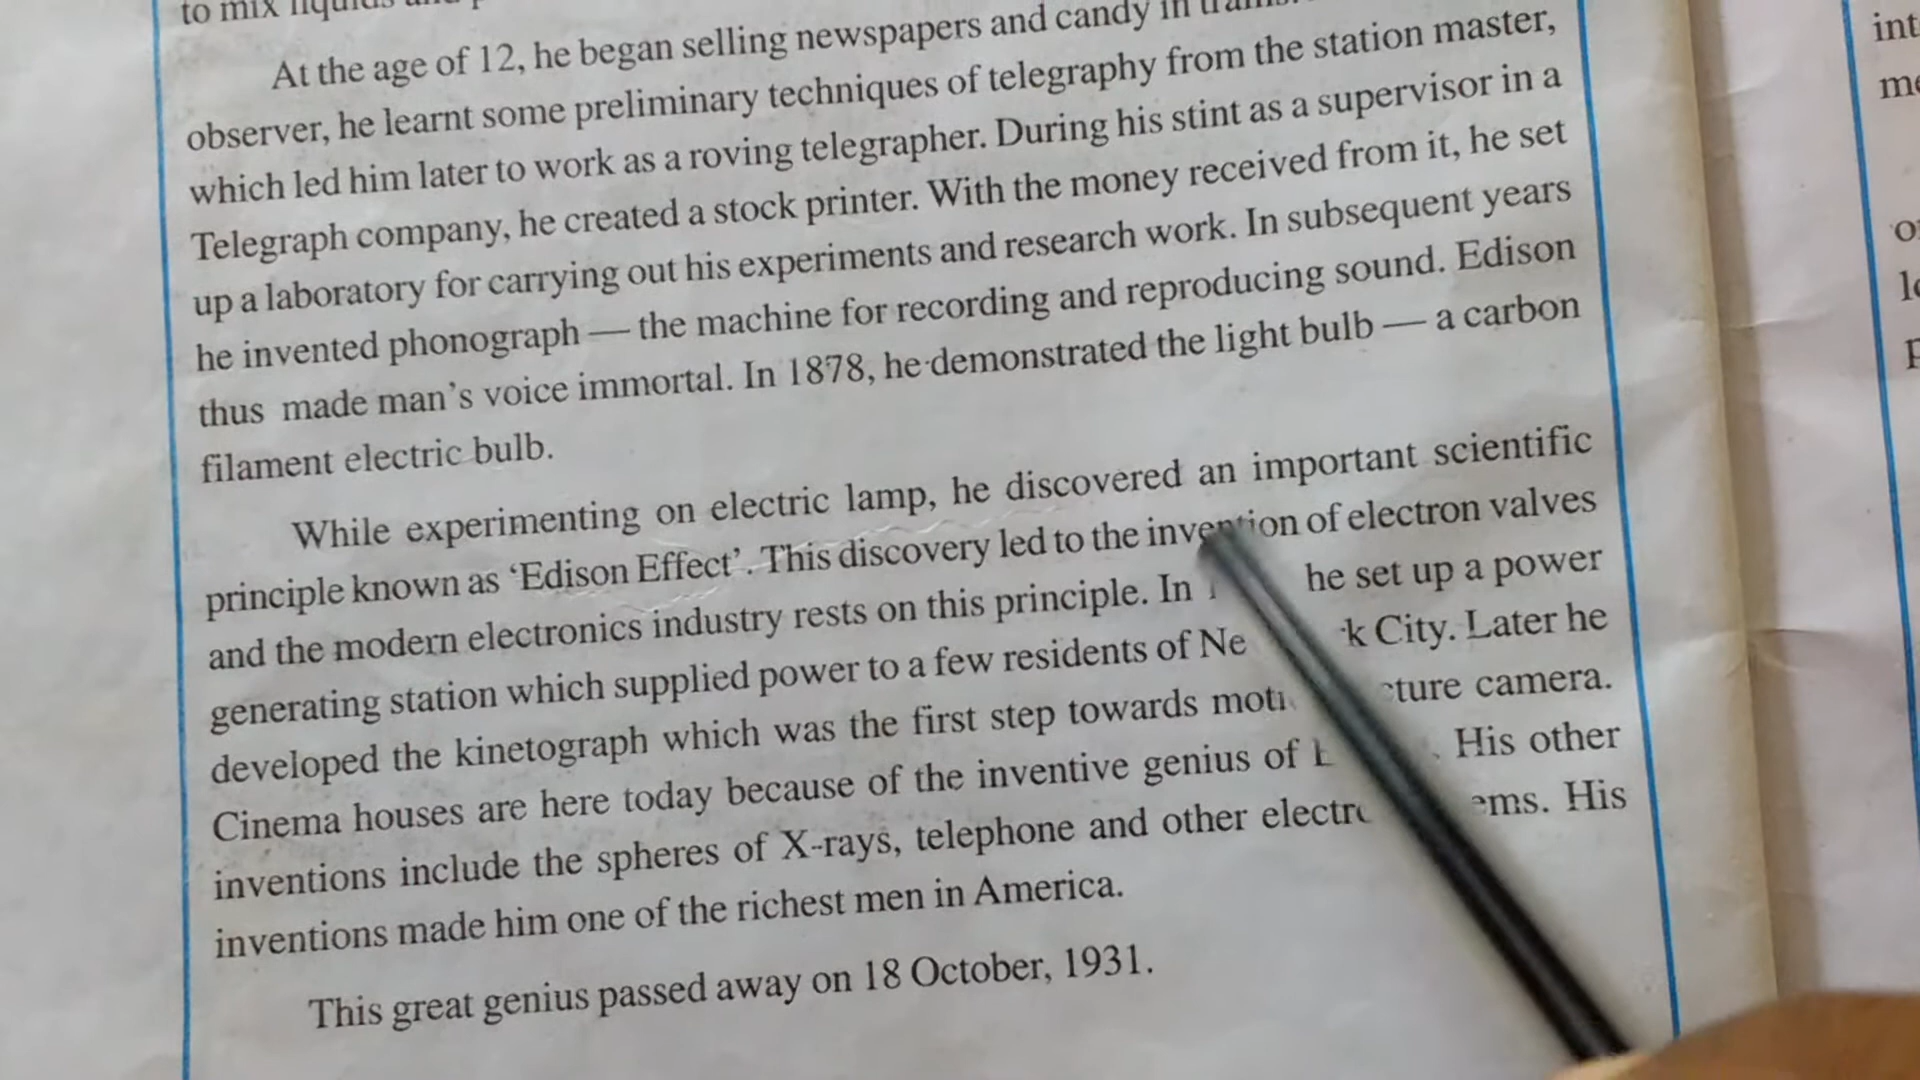 to mix liquids
At the age of 12, he began selling newspapers and candy in
observer, he learnt some preliminary techniques of telegraphy from the station master,
which led him later to work as a roving telegrapher. During his stint as a supervisor in a
Telegraph company, he created a stock printer. With the money received from it, he set
up a laboratory for carrying out his experiments and research work. In subsequent years
he invented phonograph — the machine for recording and reproducing sound. Edison
thus made man's voice immortal. In 1878, he demonstrated the light bulb — a carbon
filament electric bulb.
While experimenting on electric lamp, he discovered an important scientific
principle known as 'Edison Effect'. This discovery led to the invention of electron valves
and the modern electronics industry rests on this principle. In he set up a power
generating station which supplied power to a few residents of Ne k City. Later he
developed the kinetograph which was the first step towards moti cture camera.
Cinema houses are here today because of the inventive genius of His other
inventions include the spheres of X-rays, telephone and other electr ems. His
inventions made him one of the richest men in America.
This great genius passed away on 18 October, 1931.
int